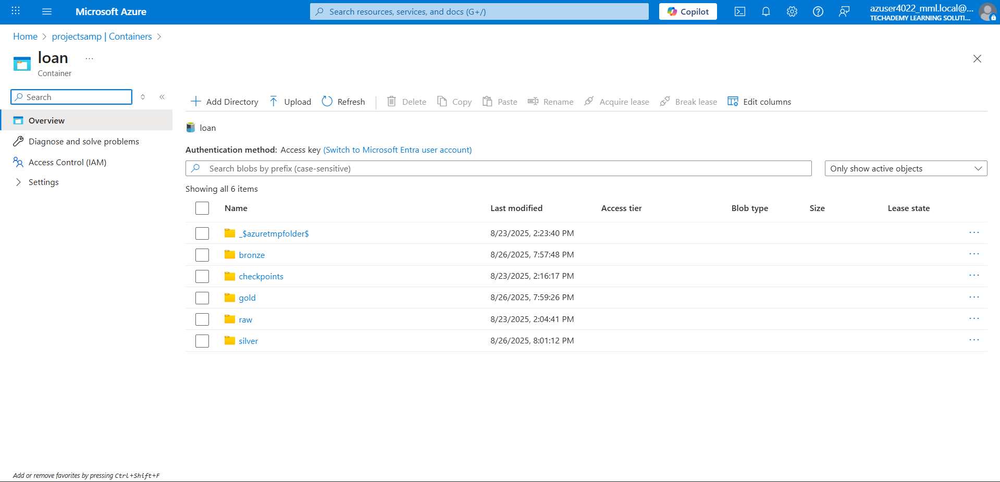 Microsoft Azure
Search resources, services, and docs (G+/)
Copilot
azuser4022_mml.local@...
TECHADEMY LEARNING SOLUTI...
Home > projectsamp | Containers >
loan ...
Container
Search
Overview
Diagnose and solve problems
Access Control (IAM)
Settings
Add Directory Upload Refresh Delete Copy Paste Rename Acquire lease Break lease Edit columns
loan
Authentication method: Access key (Switch to Microsoft Entra user account)
Search blobs by prefix (case-sensitive)
Only show active objects
Showing all 6 items
Name Last modified Access tier Blob type Size Lease state
_$azuretmpfolder$ 8/23/2025, 2:23:40 PM ...
bronze 8/26/2025, 7:57:48 PM ...
checkpoints 8/23/2025, 2:16:17 PM ...
gold 8/26/2025, 7:59:26 PM ...
raw 8/23/2025, 2:04:41 PM ...
silver 8/26/2025, 8:01:12 PM ...
Add or remove favorites by pressing Ctrl+Shift+F